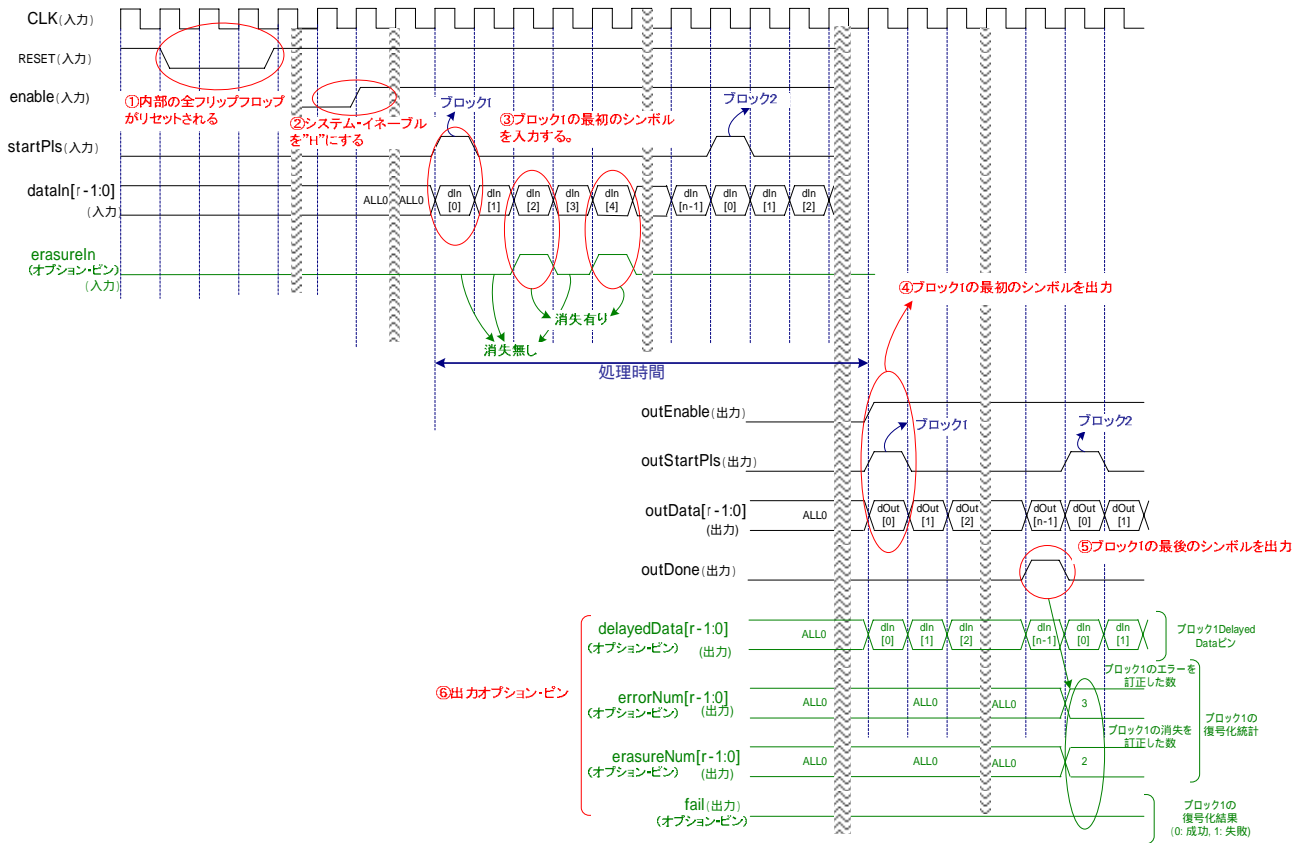 CLK(入力)
RESET(入力)
enable(入力)
①内部の全フリップフロップ
がリセットされる
②システム・イネーブル
を"H"にする
ブロック1
③ブロック1の最初のシンボル
を入力する。
ブロック2
startPls(入力)
dataIn[r-1:0]
(入力)
ALL0
ALL0
dIn
[0]
dIn
[1]
dIn
[2]
dIn
[3]
dIn
[4]
dIn
[n-1]
dIn
[0]
dIn
[1]
dIn
[2]
erasureIn
(オプション・ピン)
(入力)
消失有り
消失無し
処理時間
④ブロック1の最初のシンボルを出力
outEnable(出力)
ブロック1
ブロック2
outStartPls(出力)
outData[r-1:0]
(出力)
ALL0
dOut
[0]
dOut
[1]
dOut
[2]
dOut
[n-1]
dOut
[0]
dOut
[1]
⑤ブロック1の最後のシンボルを出力
outDone(出力)
⑥出力オプション・ピン
delayedData[r-1:0]
(オプション・ピン) (出力)
ALL0
dIn
[0]
dIn
[1]
dIn
[2]
dIn
[n-1]
dIn
[0]
dIn
[1]
ブロック1Delayed
Dataピン
errorNum[r-1:0]
(オプション・ピン) (出力)
ALL0
ALL0
ALL0
3
ブロック1のエラーを
訂正した数
erasureNum[r-1:0]
(オプション・ピン) (出力)
ALL0
ALL0
ALL0
2
ブロック1の消失を
訂正した数
ブロック1の
復号化統計
fail(出力)
(オプション・ピン)
ブロック1の
復号化結果
(0: 成功, 1: 失敗)